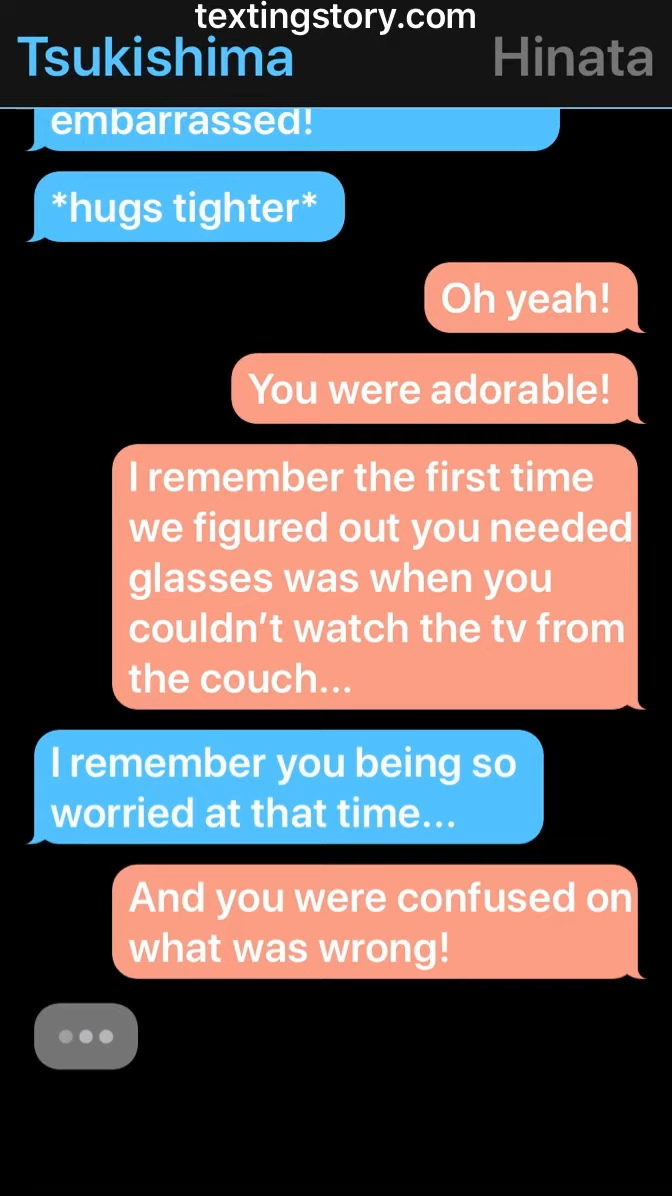 textingstory.com
Tsukishima
Hinata
embarrassed!
*hugs tighter*
Oh yeah!
You were adorable!
I remember the first time
we figured out you needed
glasses was when you
couldn’t watch the tv from
the couch...
I remember you being so
worried at that time...
And you were confused on
what was wrong!